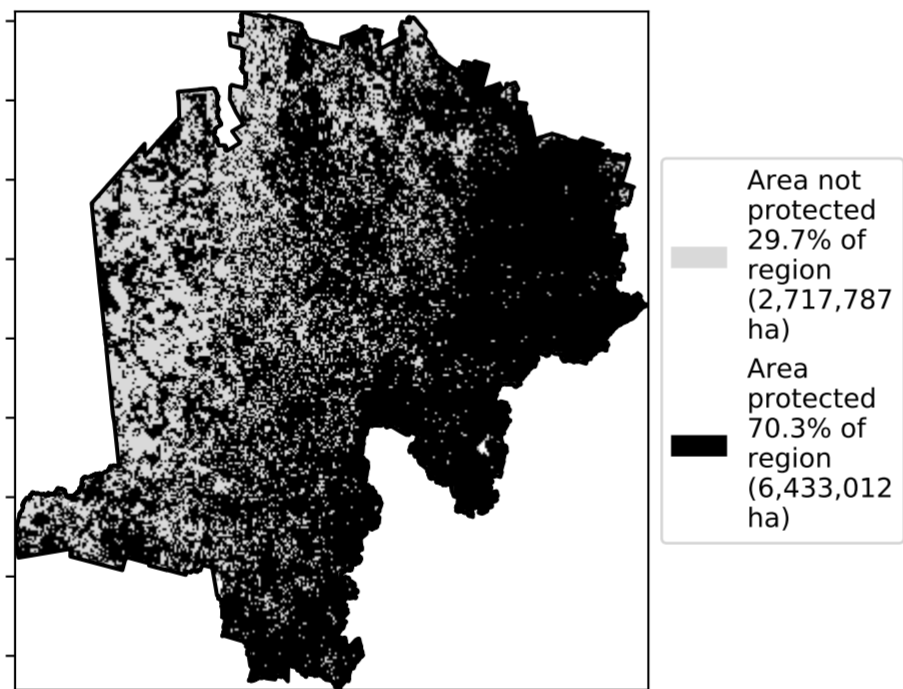 Area not
protected
29.7% of
region
(2,717,787
ha)
Area
protected
70.3% of
region
(6,433,012
ha)